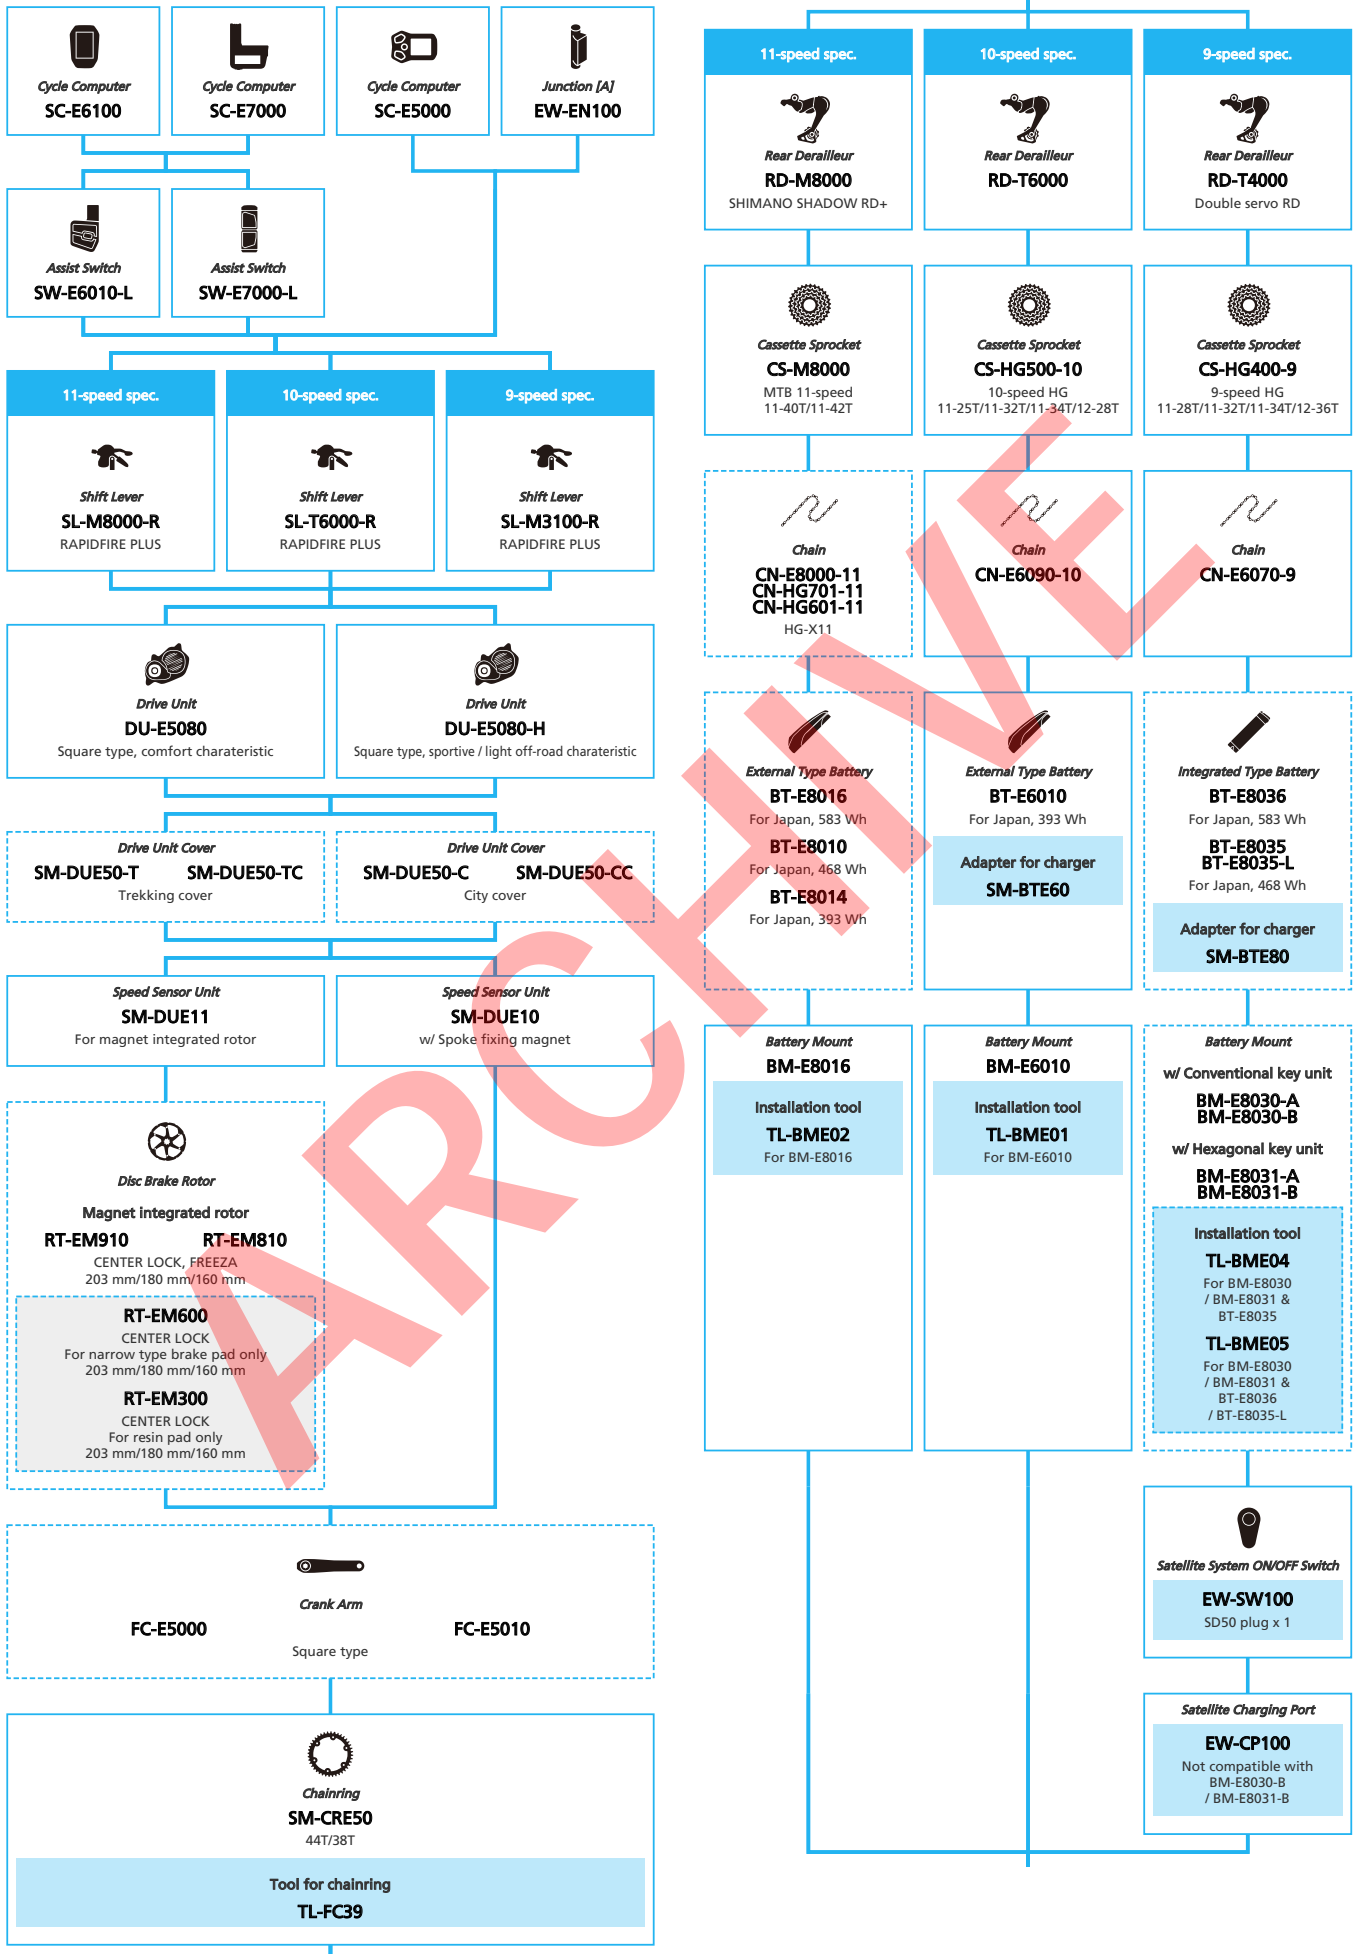 Cycle Computer
SC-E6100
Cycle Computer
SC-E7000
Cycle Computer
SC-E5000
Junction [A]
EW-EN100
Assist Switch
SW-E6010-L
Assist Switch
SW-E7000-L
11-speed spec.
Shift Lever
SL-M8000-R
RAPIDFIRE PLUS
10-speed spec.
Shift Lever
SL-T6000-R
RAPIDFIRE PLUS
9-speed spec.
Shift Lever
SL-M3100-R
RAPIDFIRE PLUS
Drive Unit
DU-E5080
Square type, comfort charateristic
Drive Unit
DU-E5080-H
Square type, sportive / light off-road charateristic
Drive Unit Cover
SM-DUE50-T SM-DUE50-TC
Trekking cover
Drive Unit Cover
SM-DUE50-C SM-DUE50-CC
City cover
Speed Sensor Unit
SM-DUE11
For magnet integrated rotor
Speed Sensor Unit
SM-DUE10
w/ Spoke fixing magnet
Disc Brake Rotor
Magnet integrated rotor
RT-EM910 RT-EM810
CENTER LOCK, FREEZA
203 mm/180 mm/160 mm
RT-EM600
CENTER LOCK
For narrow type brake pad only
203 mm/180 mm/160 mm
RT-EM300
CENTER LOCK
For resin pad only
203 mm/180 mm/160 mm
Crank Arm
FC-E5000 FC-E5010
Square type
Chainring
SM-CRE50
44T/38T
Tool for chainring
TL-FC39
11-speed spec.
Rear Derailleur
RD-M8000
SHIMANO SHADOW RD+
10-speed spec.
Rear Derailleur
RD-T6000
9-speed spec.
Rear Derailleur
RD-T4000
Double servo RD
Cassette Sprocket
CS-M8000
MTB 11-speed
11-40T/11-42T
Cassette Sprocket
CS-HG500-10
10-speed HG
11-25T/11-32T/11-34T/12-28T
Cassette Sprocket
CS-HG400-9
9-speed HG
11-28T/11-32T/11-34T/12-36T
Chain
CN-E8000-11
CN-HG701-11
CN-HG601-11
HG-X11
Chain
CN-E6090-10
Chain
CN-E6070-9
External Type Battery
BT-E8016
For Japan, 583 Wh
BT-E8010
For Japan, 468 Wh
BT-E8014
For Japan, 393 Wh
External Type Battery
BT-E6010
For Japan, 393 Wh
Adapter for charger
SM-BTE60
Integrated Type Battery
BT-E8036
For Japan, 583 Wh
BT-E8035
BT-E8035-L
For Japan, 468 Wh
Adapter for charger
SM-BTE80
Battery Mount
BM-E8016
Installation tool
TL-BME02
For BM-E8016
Battery Mount
BM-E6010
Installation tool
TL-BME01
For BM-E6010
Battery Mount
w/ Conventional key unit
BM-E8030-A
BM-E8030-B
w/ Hexagonal key unit
BM-E8031-A
BM-E8031-B
Installation tool
TL-BME04
For BM-E8030
/ BM-E8031 &
BT-E8035
TL-BME05
For BM-E8030
/ BM-E8031 &
BT-E8036
/ BT-E8035-L
Satellite System ON/OFF Switch
EW-SW100
SD50 plug x 1
Satellite Charging Port
EW-CP100
Not compatible with
BM-E8030-B
/ BM-E8031-B
ARCHIVE